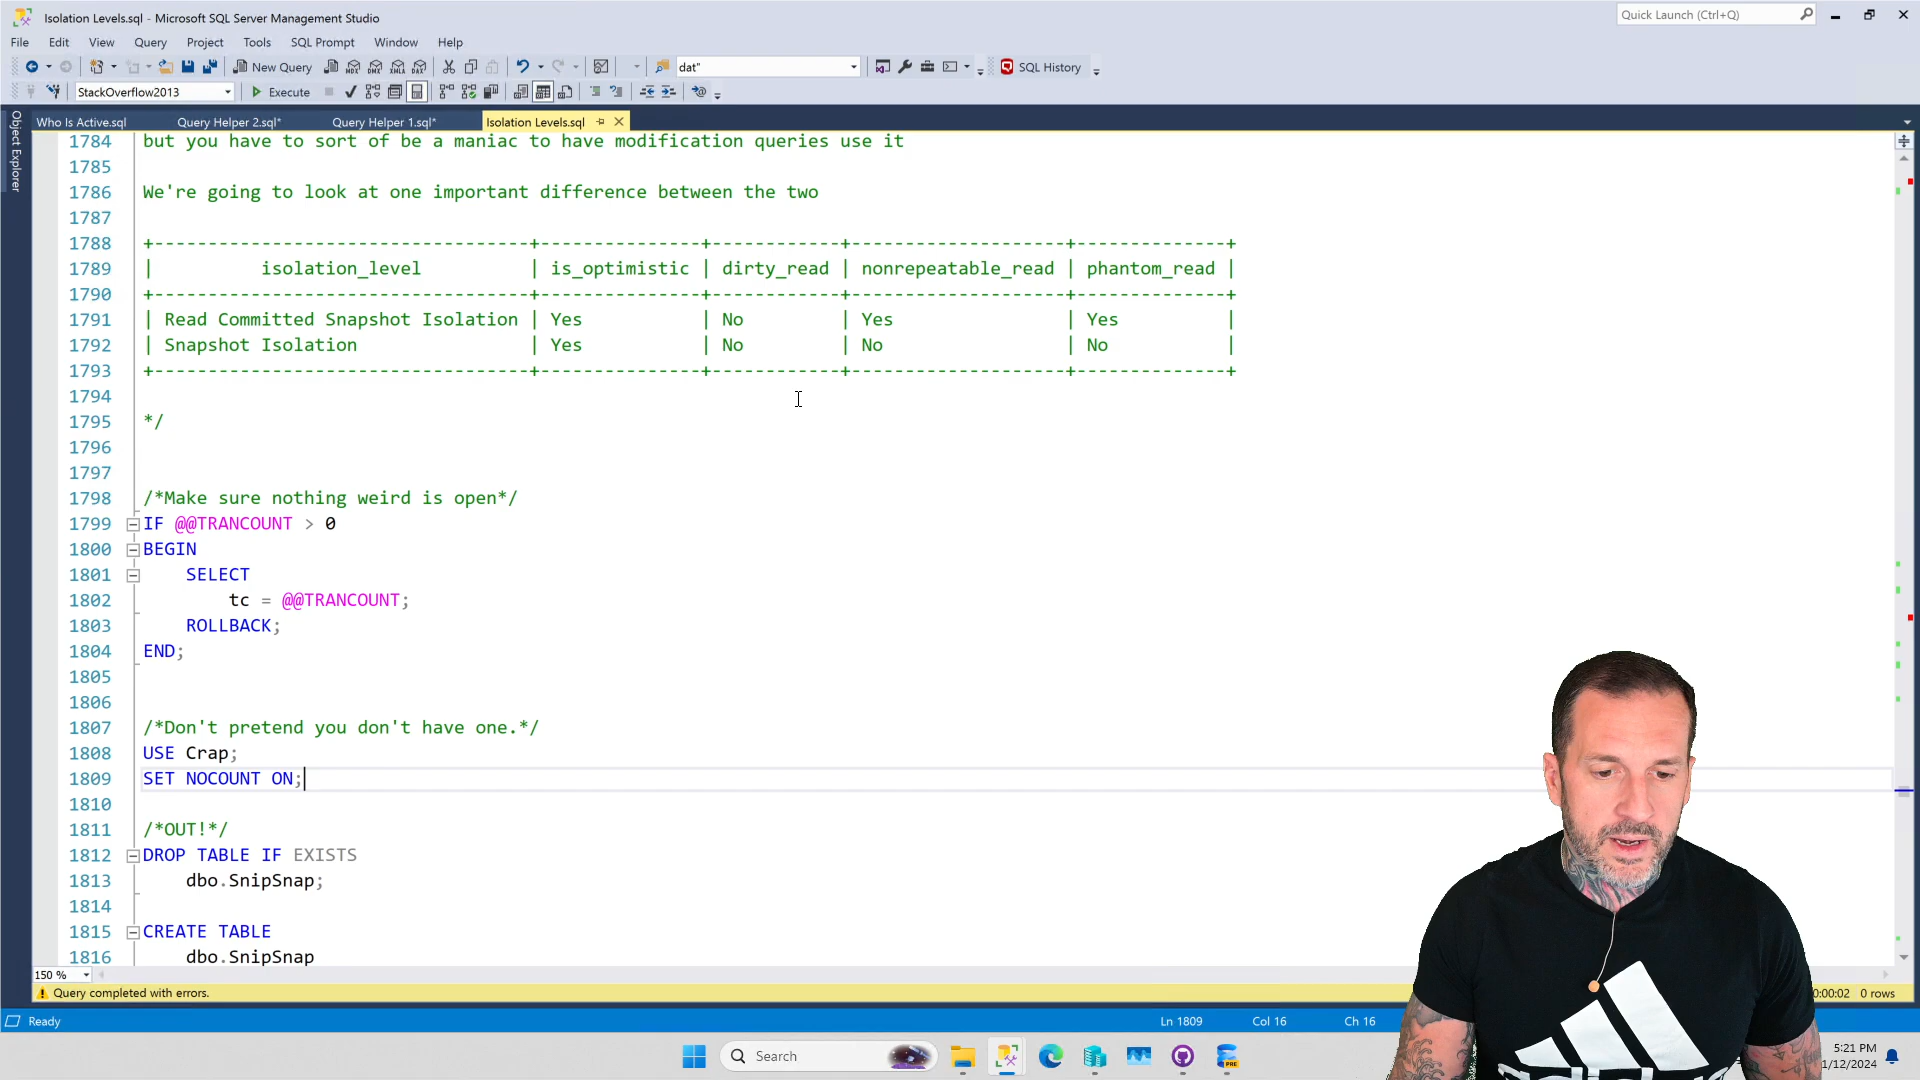 Isolation Levels.sql - Microsoft SQL Server Management Studio
Quick Launch (Ctrl+Q)
File Edit View Query Project Tools SQL Prompt Window Help
New Query MDX DMX XMLA DAX dat" SQL History
StackOverflow2013 Execute
Object Explorer
Who Is Active.sql Query Helper 2.sql* Query Helper 1.sql* Isolation Levels.sql
1784 but you have to sort of be a maniac to have modification queries use it
1785
1786 We're going to look at one important difference between the two
1787
1788 +-----------------------------------+---------------+------------+--------------------+--------------+
1789 | isolation_level | is_optimistic | dirty_read | nonrepeatable_read | phantom_read |
1790 +-----------------------------------+---------------+------------+--------------------+--------------+
1791 | Read Committed Snapshot Isolation | Yes | No | Yes | Yes |
1792 | Snapshot Isolation | Yes | No | No | No |
1793 +-----------------------------------+---------------+------------+--------------------+--------------+
1794
1795 */
1796
1797
1798 /*Make sure nothing weird is open*/
1799 IF @@TRANCOUNT > 0
1800 BEGIN
1801 SELECT
1802 tc = @@TRANCOUNT;
1803 ROLLBACK;
1804 END;
1805
1806
1807 /*Don't pretend you don't have one.*/
1808 USE Crap;
1809 SET NOCOUNT ON;
1810
1811 /*OUT!*/
1812 DROP TABLE IF EXISTS
1813 dbo.SnipSnap;
1814
1815 CREATE TABLE
1816 dbo.SnipSnap
150 %
Query completed with errors. 0:00:02 0 rows
Ready Ln 1809 Col 16 Ch 16
Search PRE
5:21 PM
1/12/2024